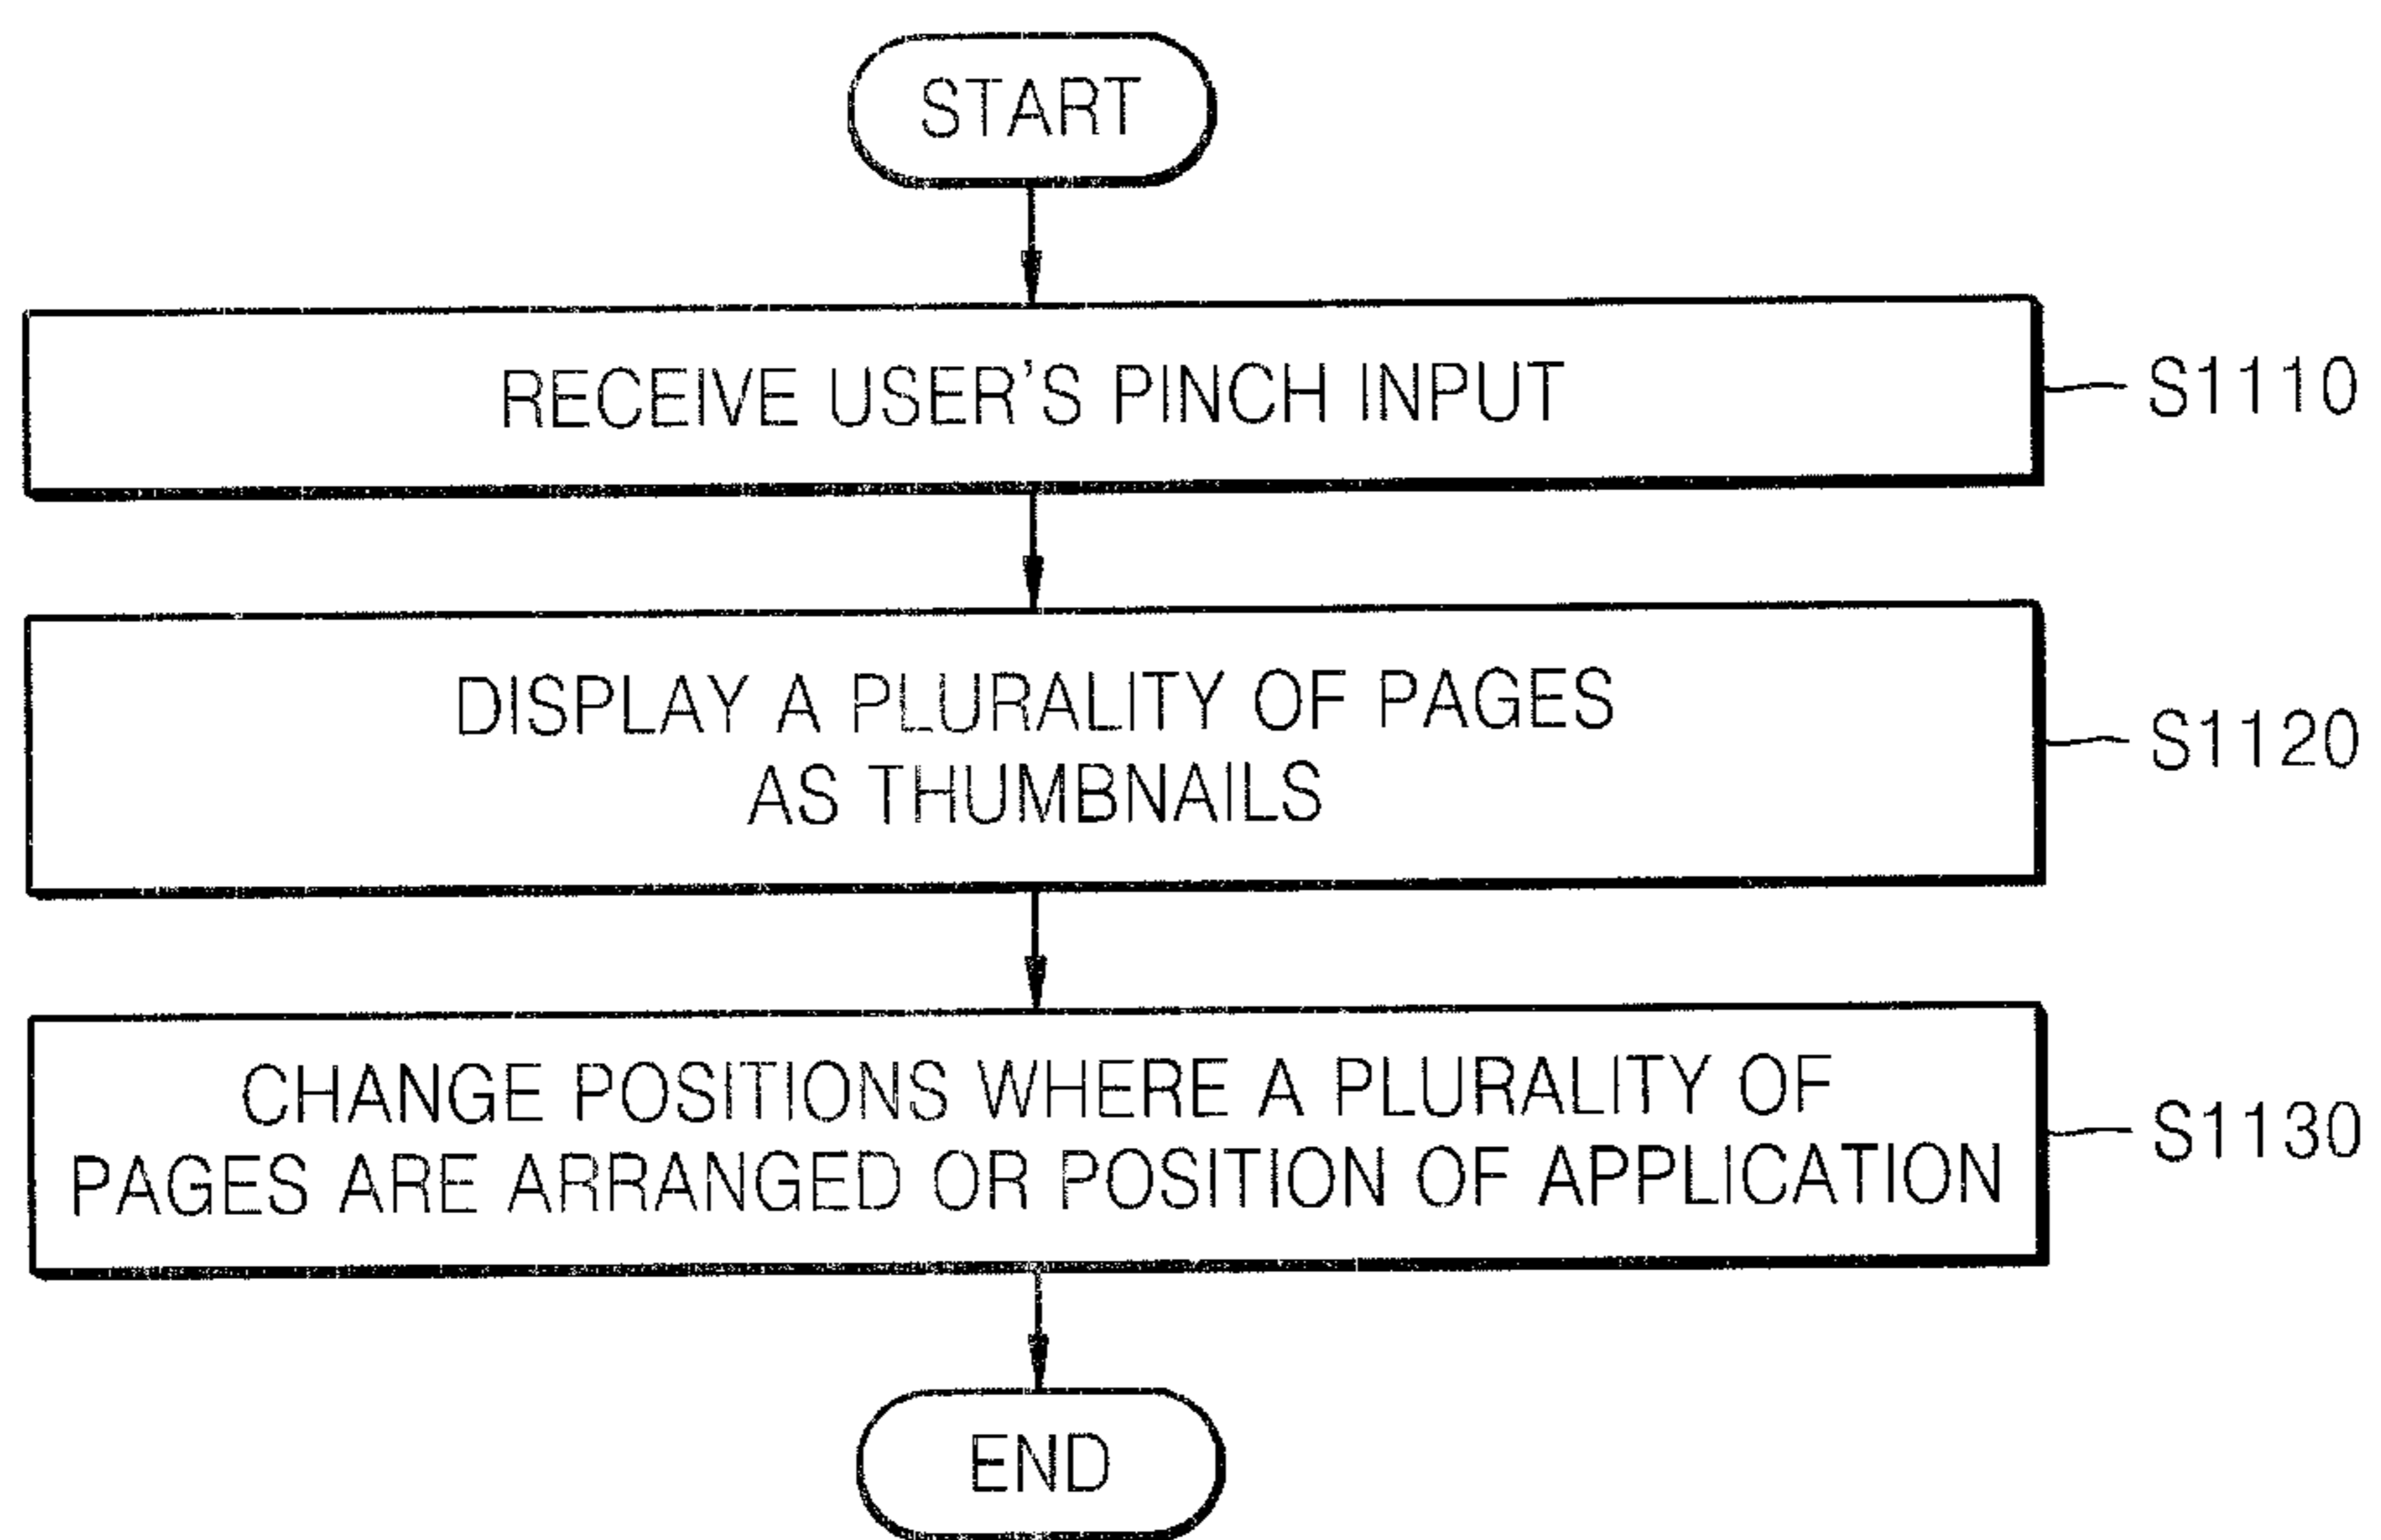 START
RECEIVE USER'S PINCH INPUT
S1110
DISPLAY A PLURALITY OF PAGES
AS THUMBNAILS
S1120
CHANGE POSITIONS WHERE A PLURALITY OF
PAGES ARE ARRANGED OR POSITION OF APPLICATION
S1130
END